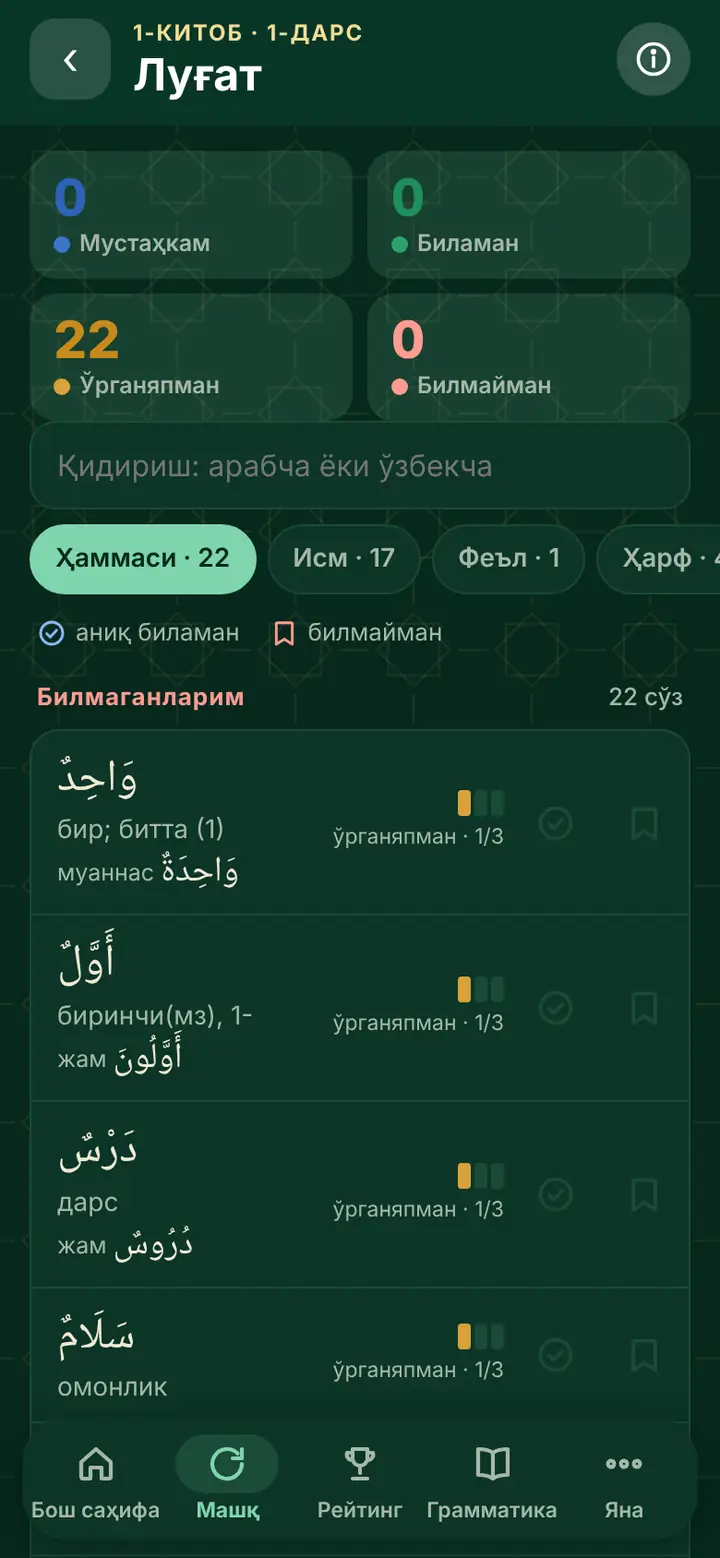 1-КИТОБ · 1-ДАРС
Луғат
0
Мустаҳкам
0
Биламан
22
Ўрганяпман
0
Билмайман
Қидириш: арабча ёки ўзбекча
Ҳаммаси · 22
Исм · 17
Феъл · 1
Ҳарф ·
аниқ биламан
билмайман
Билмаганларим
22 сўз
وَاحِدٌ
бир; битта (1)
муаннас وَاحِدَةٌ
ўрганяпман · 1/3
أَوَّلٌ
биринчи(мз), 1-
жам أَوَّلُونَ
ўрганяпман · 1/3
دَرْسٌ
дарс
жам دُرُوسٌ
ўрганяпман · 1/3
سَلَامٌ
омонлик
ўрганяпман · 1/3
Бош саҳифа
Машқ
Рейтинг
Грамматика
Яна